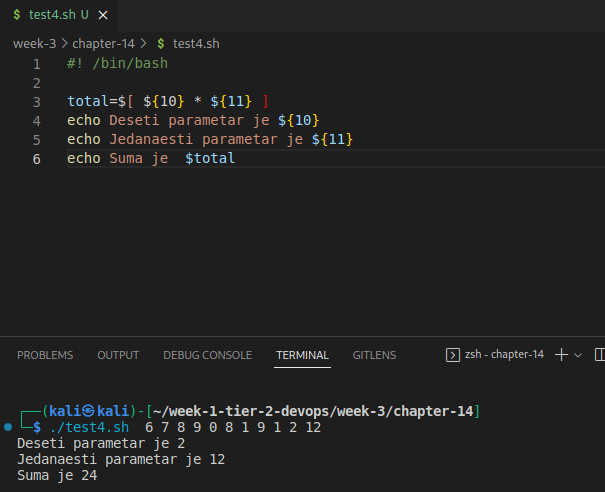 $ test4.sh U ×
week-3 > chapter-14 > $ test4.sh
1 #! /bin/bash
2
3 total=$[ ${10} * ${11} ]
4 echo Deseti parametar je ${10}
5 echo Jedanaesti parametar je ${11}
6 echo Suma je  $total
PROBLEMS OUTPUT DEBUG CONSOLE TERMINAL GITLENS zsh - chapter-14
┌──(kali㉿kali)-[~/week-1-tier-2-devops/week-3/chapter-14]
└─$ ./test4.sh  6 7 8 9 0 8 1 9 1 2 12
Deseti parametar je 2
Jedanaesti parametar je 12
Suma je 24